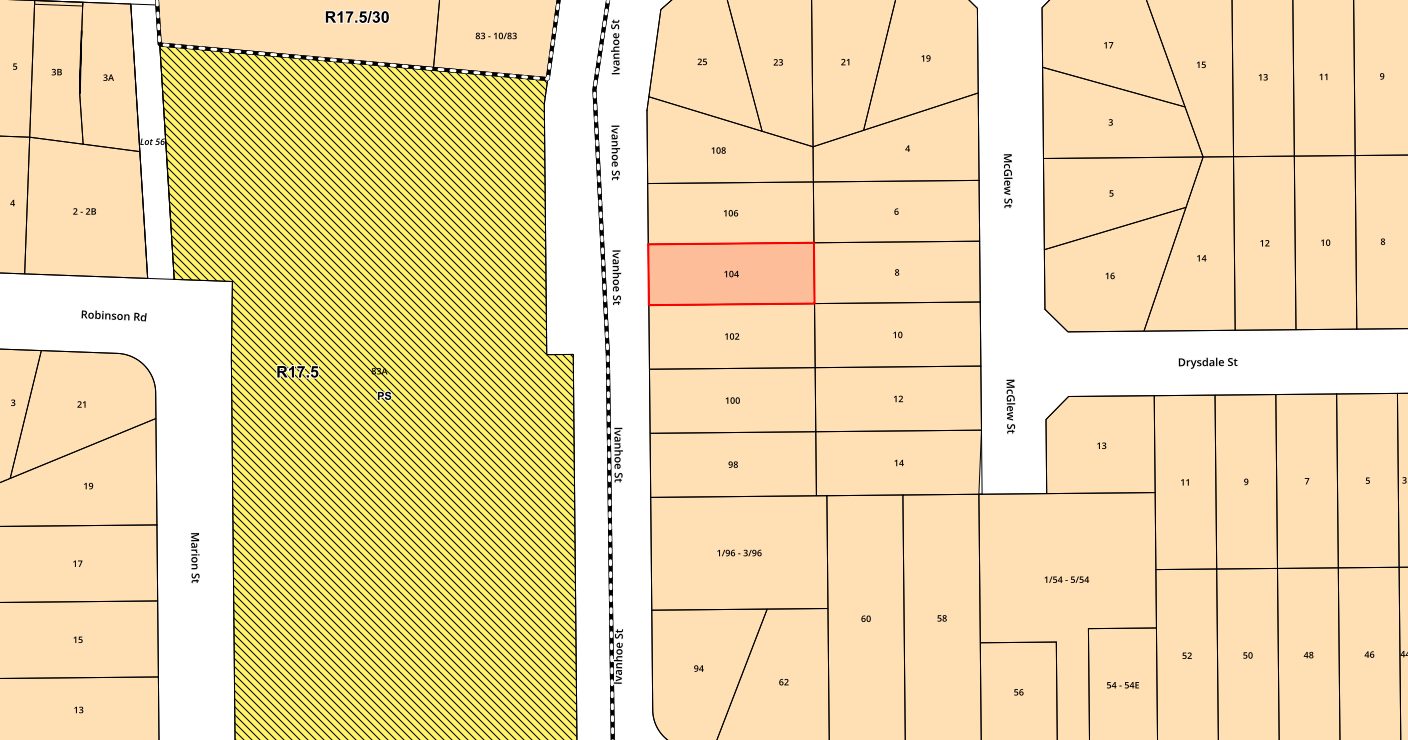 R17.5/30
83 - 10/83
Ivanhoe St
5
3B
3A
25
23
21
19
17
15
13
11
9
Lot 56
108
4
3
Ivanhoe St
McGlew St
4
2 - 2B
106
6
5
104
8
Ivanhoe St
14
12
10
8
16
Robinson Rd
102
10
Drysdale St
R17.5
83A
PS
3
21
100
12
McGlew St
98
14
Ivanhoe St
13
19
11
9
7
5
3
17
Marion St
1/96 - 3/96
1/54 - 5/54
60
58
15
94
62
Ivanhoe St
56
54 - 54E
52
50
48
46
44
13